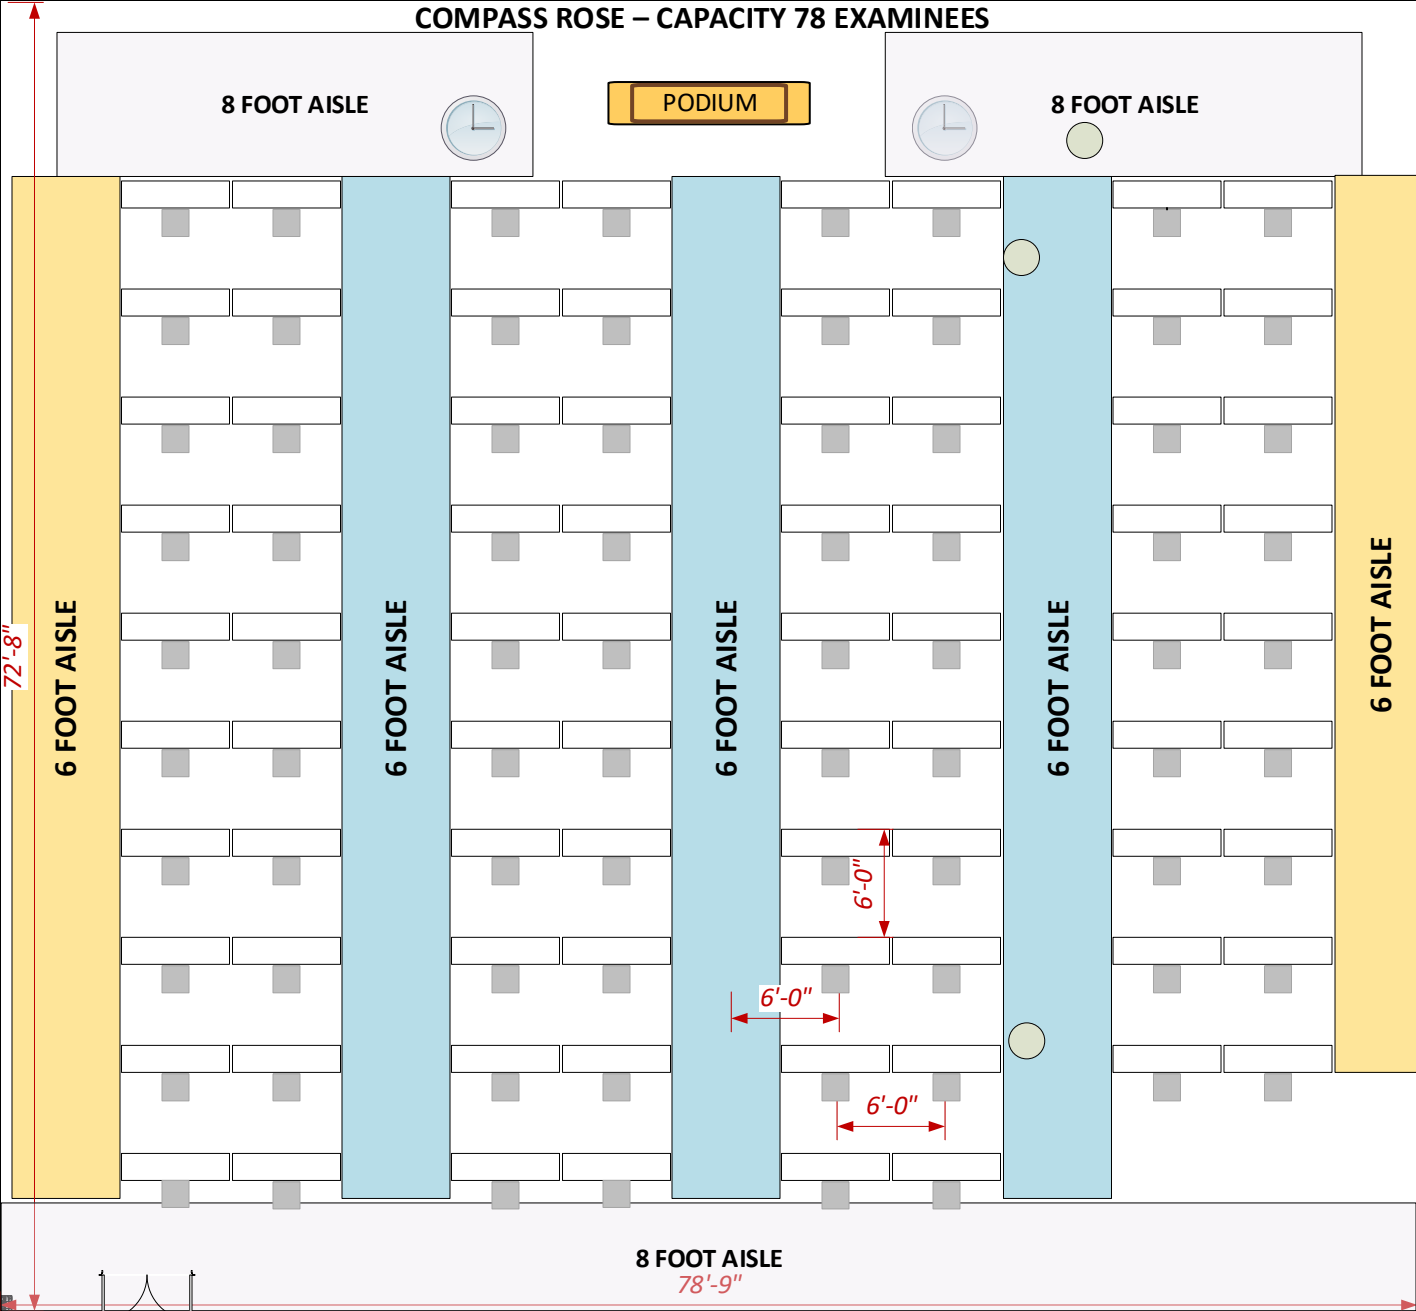 COMPASS ROSE – CAPACITY 78 EXAMINEES
8 FOOT AISLE
PODIUM
8 FOOT AISLE
6 FOOT AISLE
6 FOOT AISLE
6 FOOT AISLE
6 FOOT AISLE
6 FOOT AISLE
72'-8"
6'-0"
6'-0"
6'-0"
8 FOOT AISLE
78'-9"